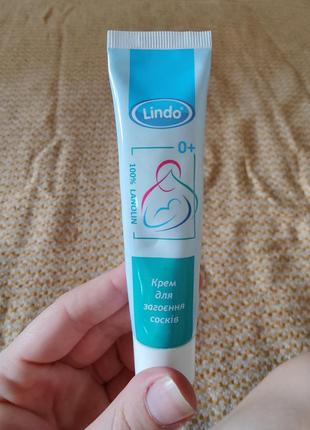 Lindo®
0+
100% LANOLIN
Крем
для
загоєння
сосків